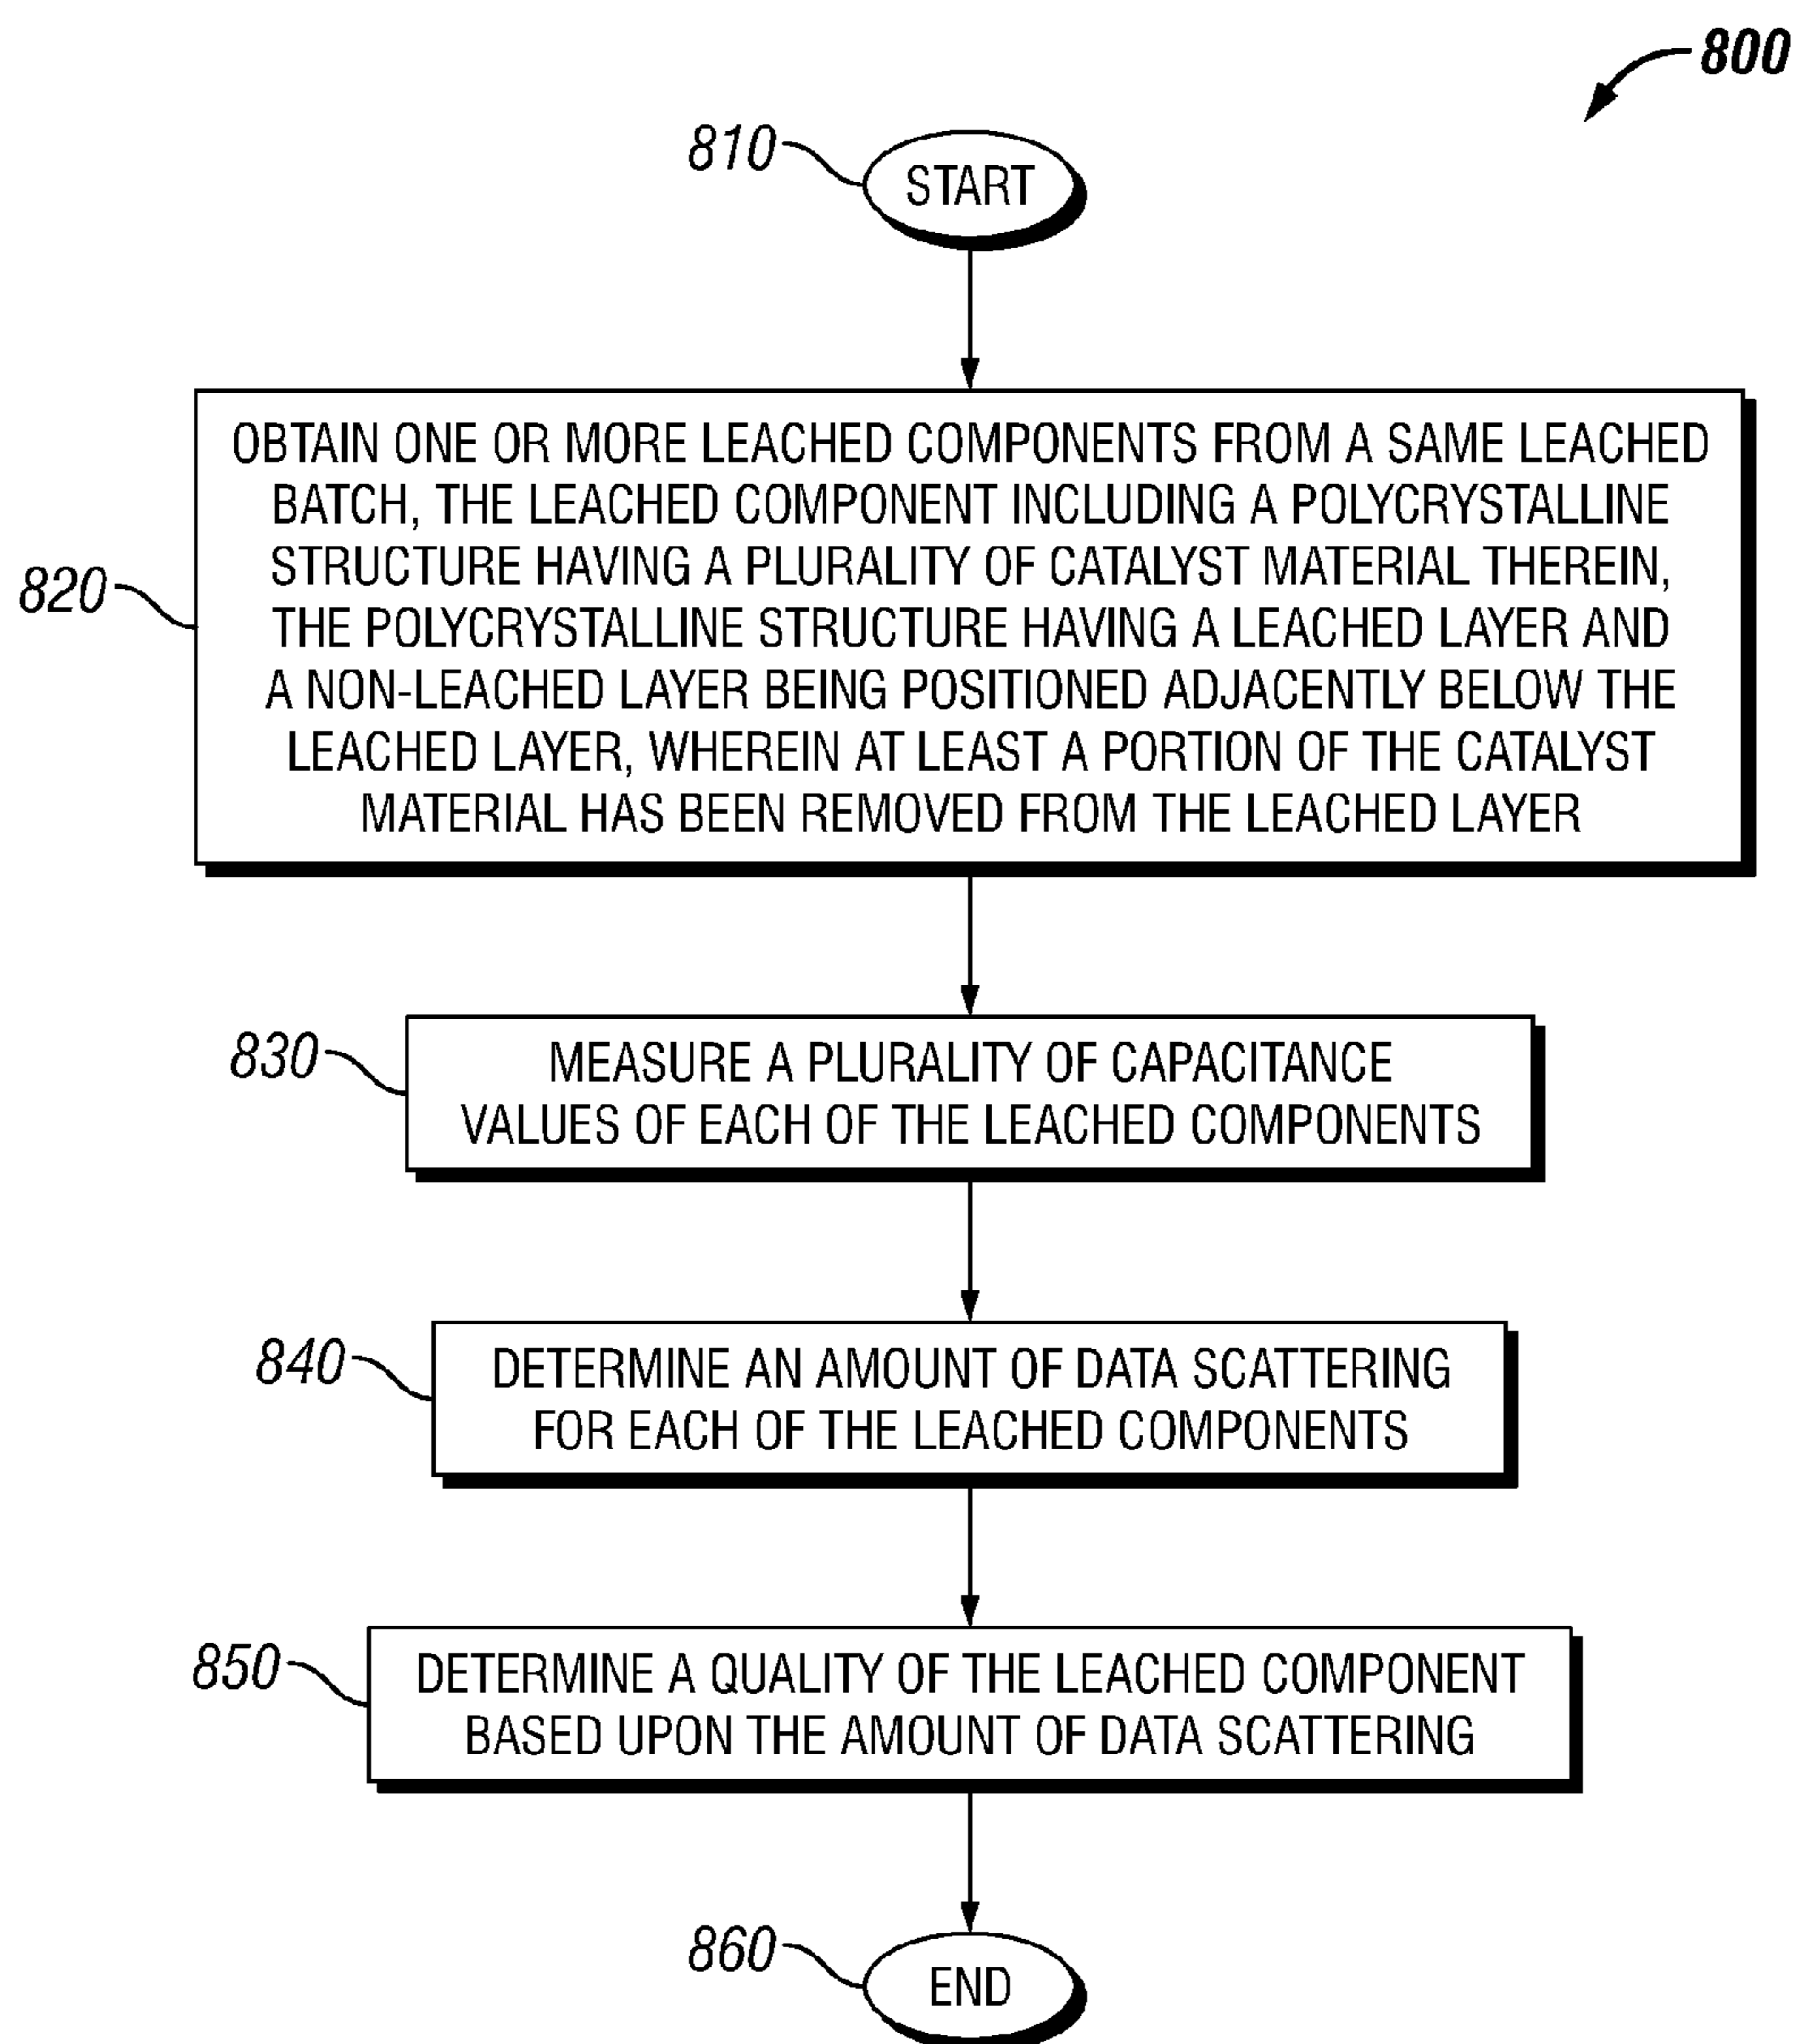 800
810
START
820
OBTAIN ONE OR MORE LEACHED COMPONENTS FROM A SAME LEACHED
BATCH, THE LEACHED COMPONENT INCLUDING A POLYCRYSTALLINE
STRUCTURE HAVING A PLURALITY OF CATALYST MATERIAL THEREIN,
THE POLYCRYSTALLINE STRUCTURE HAVING A LEACHED LAYER AND
A NON-LEACHED LAYER BEING POSITIONED ADJACENTLY BELOW THE
LEACHED LAYER, WHEREIN AT LEAST A PORTION OF THE CATALYST
MATERIAL HAS BEEN REMOVED FROM THE LEACHED LAYER
830
MEASURE A PLURALITY OF CAPACITANCE
VALUES OF EACH OF THE LEACHED COMPONENTS
840
DETERMINE AN AMOUNT OF DATA SCATTERING
FOR EACH OF THE LEACHED COMPONENTS
850
DETERMINE A QUALITY OF THE LEACHED COMPONENT
BASED UPON THE AMOUNT OF DATA SCATTERING
860
END